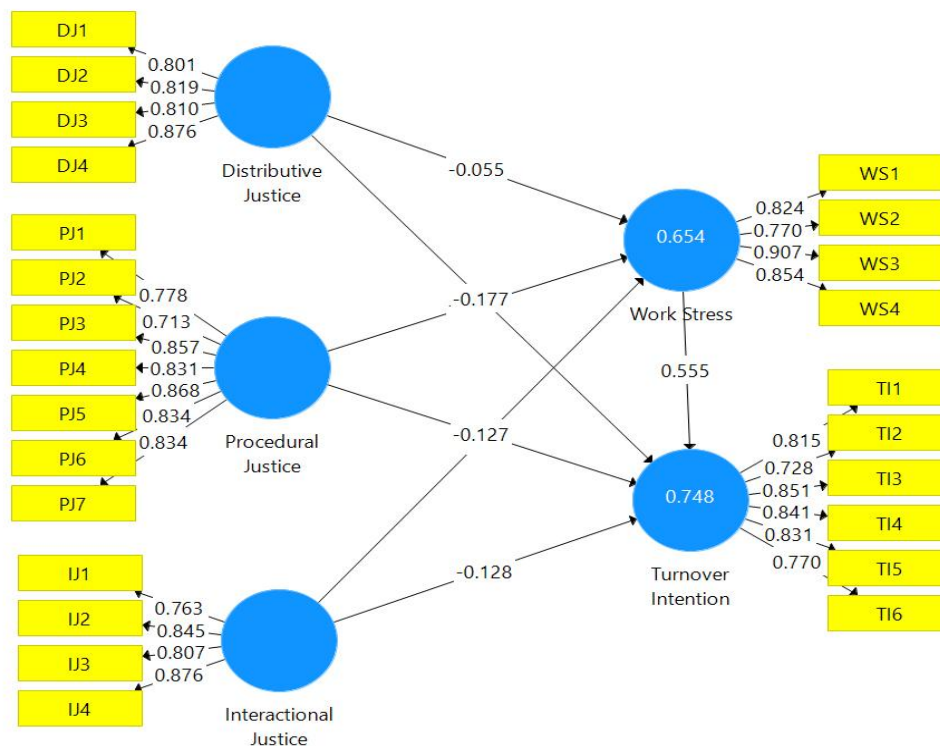 DJ1
DJ2
DJ3
DJ4
0.801
0.819
0.810
0.876
Distributive
Justice
PJ1
PJ2
PJ3
PJ4
PJ5
PJ6
PJ7
0.778
0.713
0.857
0.831
0.868
0.834
0.834
Procedural
Justice
IJ1
IJ2
IJ3
IJ4
0.763
0.845
0.807
0.876
Interactional
Justice
-0.055
-0.177
-0.127
-0.128
0.654
Work Stress
0.555
0.748
Turnover
Intention
0.824
0.770
0.907
0.854
WS1
WS2
WS3
WS4
0.815
0.728
0.851
0.841
0.831
0.770
TI1
TI2
TI3
TI4
TI5
TI6